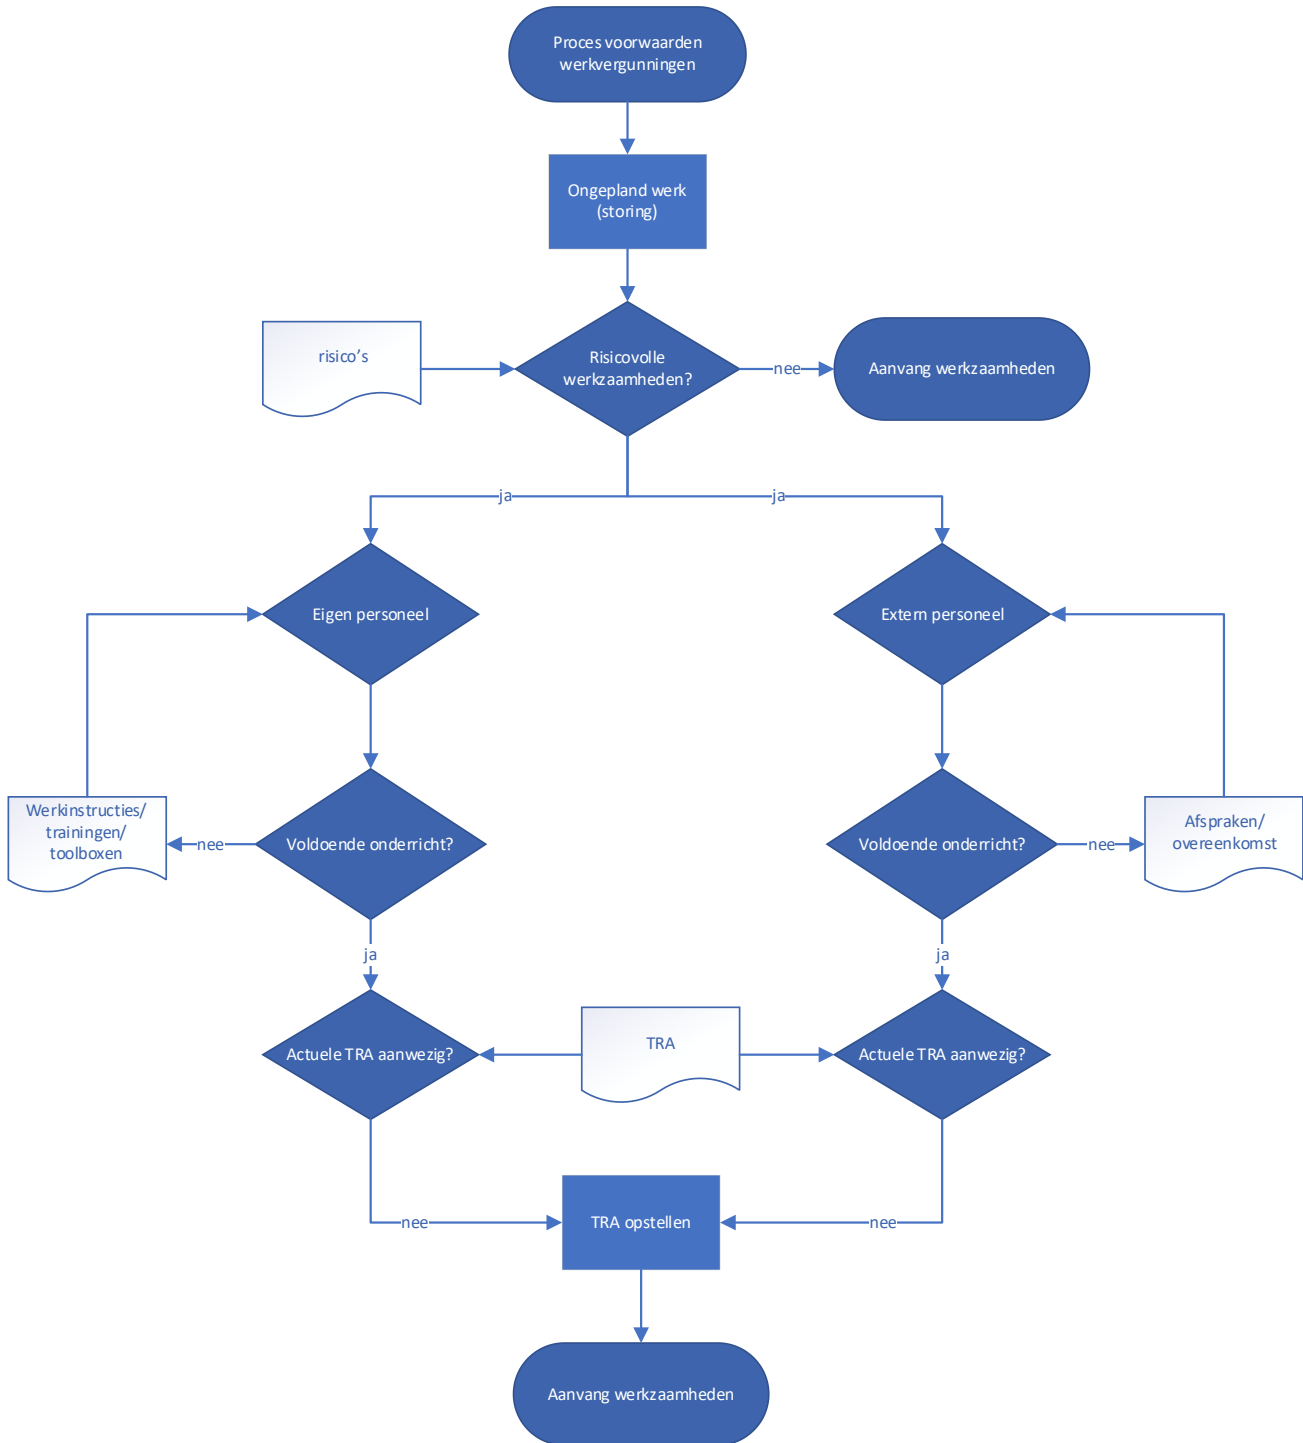 Proces voorwaarden
werkvergunningen
Ongepland werk
(storing)
risico's
Risicovolle
werkzaamheden?
nee
Aanvang werkzaamheden
ja
ja
Eigen personeel
Extern personeel
Werkinstructies/
trainingen/
toolboxen
nee
Voldoende onderricht?
Voldoende onderricht?
nee
Afspraken/
overeenkomst
ja
ja
Actuele TRA aanwezig?
TRA
Actuele TRA aanwezig?
nee
TRA opstellen
nee
Aanvang werkzaamheden